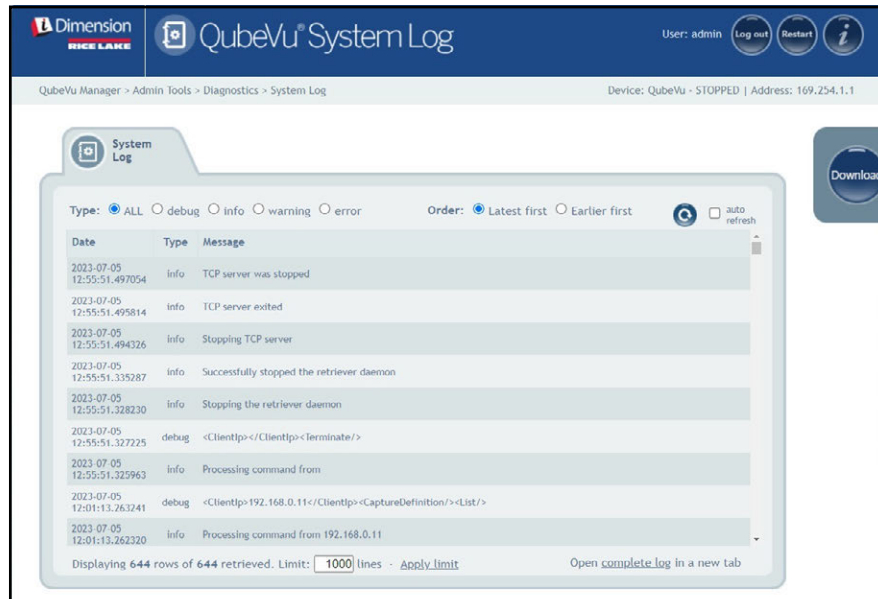 iDimension
RICE LAKE
QubeVu® System Log
User: admin
Log out
Restart
i
QubeVu Manager > Admin Tools > Diagnostics > System Log
Device: QubeVu - STOPPED | Address: 169.254.1.1
System
Log
Download
Type: ALL debug info warning error
Order: Latest first Earlier first
auto
refresh
Date Type Message
2023-07-05
12:55:51.497054 info TCP server was stopped
2023-07-05
12:55:51.495814 info TCP server exited
2023-07-05
12:55:51.494326 info Stopping TCP server
2023-07-05
12:55:51.335287 info Successfully stopped the retriever daemon
2023-07-05
12:55:51.328230 info Stopping the retriever daemon
2023-07-05
12:55:51.327225 debug <ClientIp></ClientIp><Terminate/>
2023-07-05
12:55:51.325963 info Processing command from
2023-07-05
12:01:13.263241 debug <ClientIp>192.168.0.11</ClientIp><CaptureDefinition/><List/>
2023-07-05
12:01:13.262320 info Processing command from 192.168.0.11
Displaying 644 rows of 644 retrieved. Limit: 1000 lines - Apply limit
Open complete log in a new tab